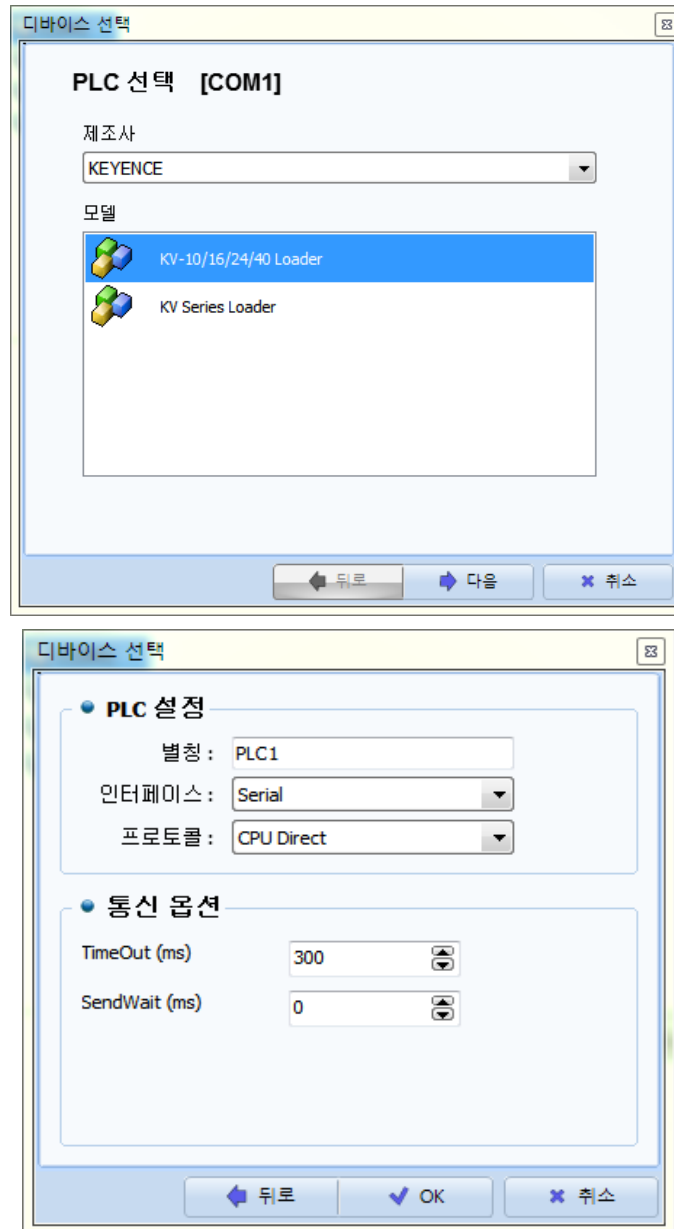 디바이스 선택
PLC 선택 [COM1]
제조사
KEYENCE
모델
KV-10/16/24/40 Loader
KV Series Loader
뒤로 다음 취소
디바이스 선택
PLC 설정
별칭 : PLC1
인터페이스 : Serial
프로토콜 : CPU Direct
통신 옵션
TimeOut (ms) 300
SendWait (ms) 0
뒤로 OK 취소